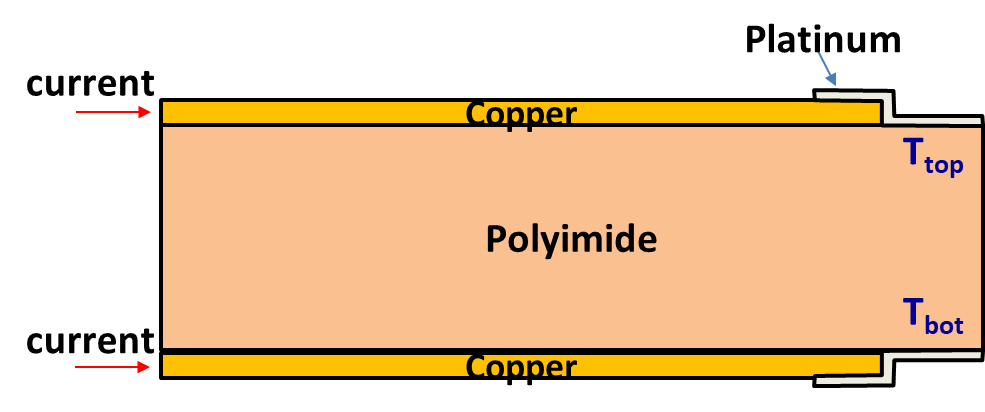 Platinum
current
Copper
T_top
Polyimide
T_bot
current
Copper